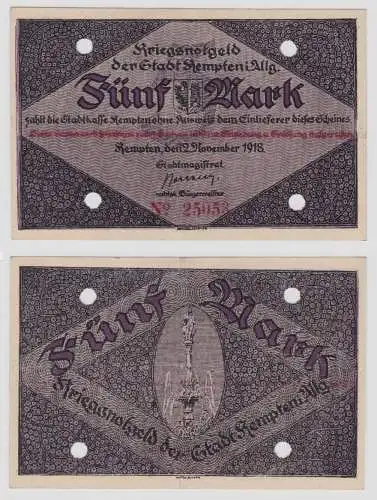 Kriegsnotgeld
der Stadt Kempten i/Allg.
Fünf Mark
zahlt die Stadtkasse Kempten ohne Ausweis dem Einlieferer dieses Scheines.
Kempten, den 2. November 1918.
Stadtmagistrat
Bürgermeister
No 25053
Fünf Mark
Kriegsnotgeld der Stadt Kempten i/Allg.